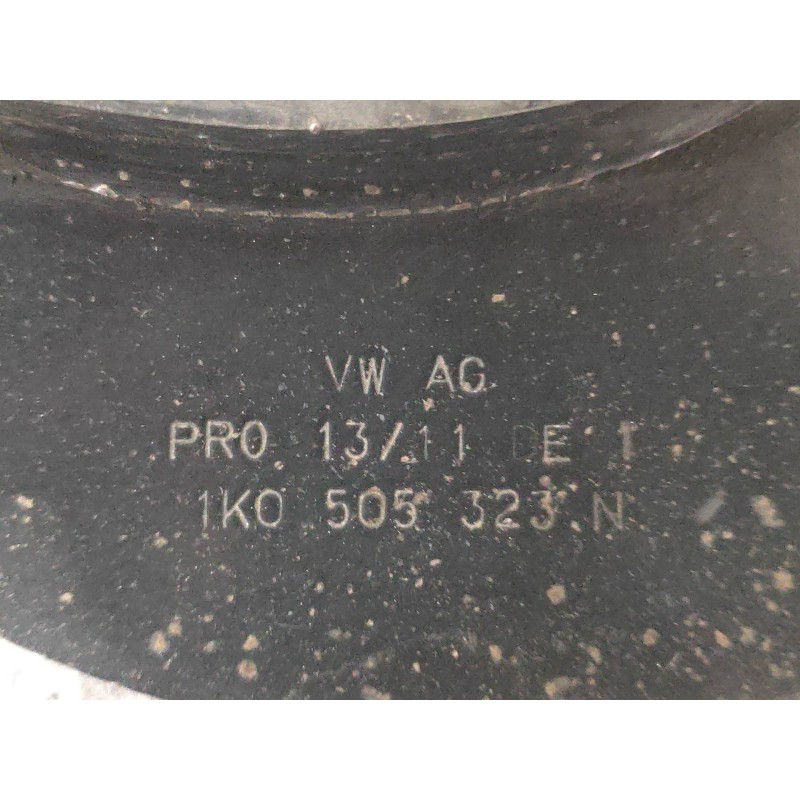 VW AG
PRO 13/11 DE 1
1K0 505 323 N